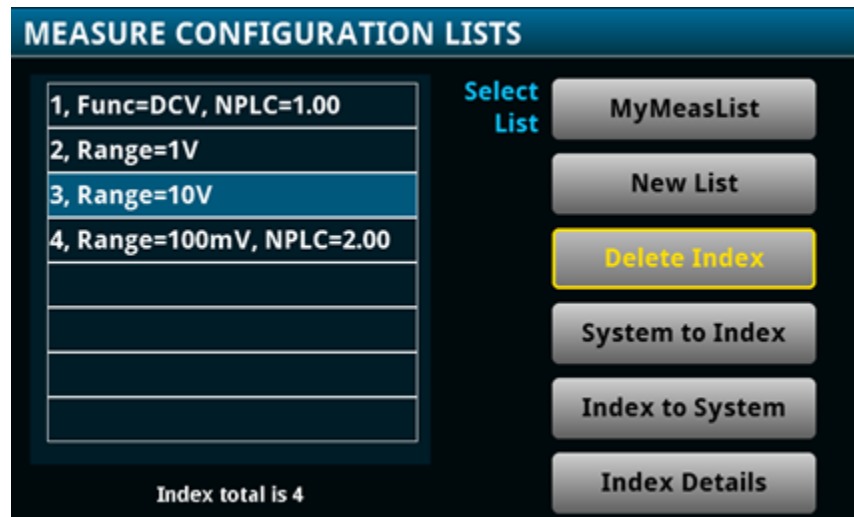 MEASURE CONFIGURATION LISTS
1, Func=DCV, NPLC=1.00
2, Range=1V
3, Range=10V
4, Range=100mV, NPLC=2.00
Index total is 4
Select
List
MyMeasList
New List
Delete Index
System to Index
Index to System
Index Details